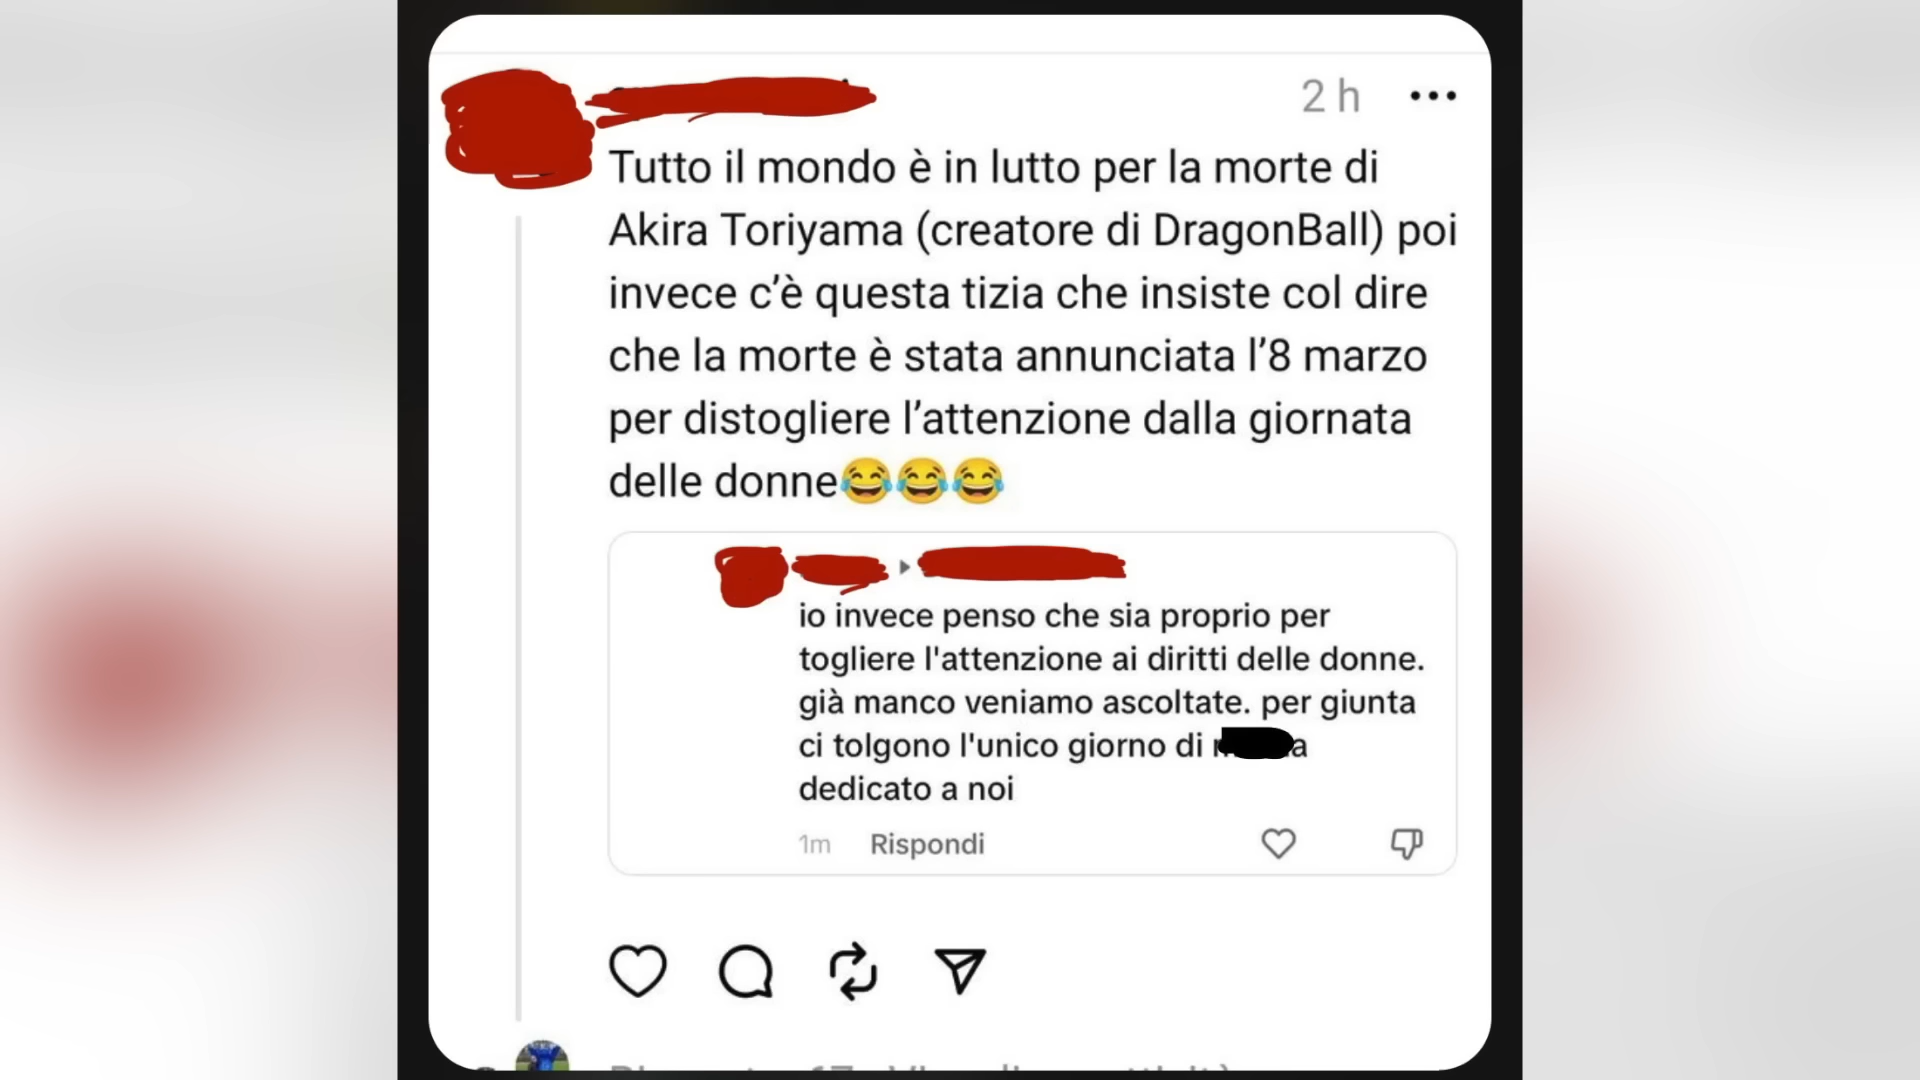 2 h
Tutto il mondo è in lutto per la morte di
Akira Toriyama (creatore di DragonBall) poi
invece c’è questa tizia che insiste col dire
che la morte è stata annunciata l’8 marzo
per distogliere l’attenzione dalla giornata
delle donne😂😂😂
io invece penso che sia proprio per
togliere l'attenzione ai diritti delle donne.
già manco veniamo ascoltate. per giunta
ci tolgono l'unico giorno di
dedicato a noi
1m Rispondi